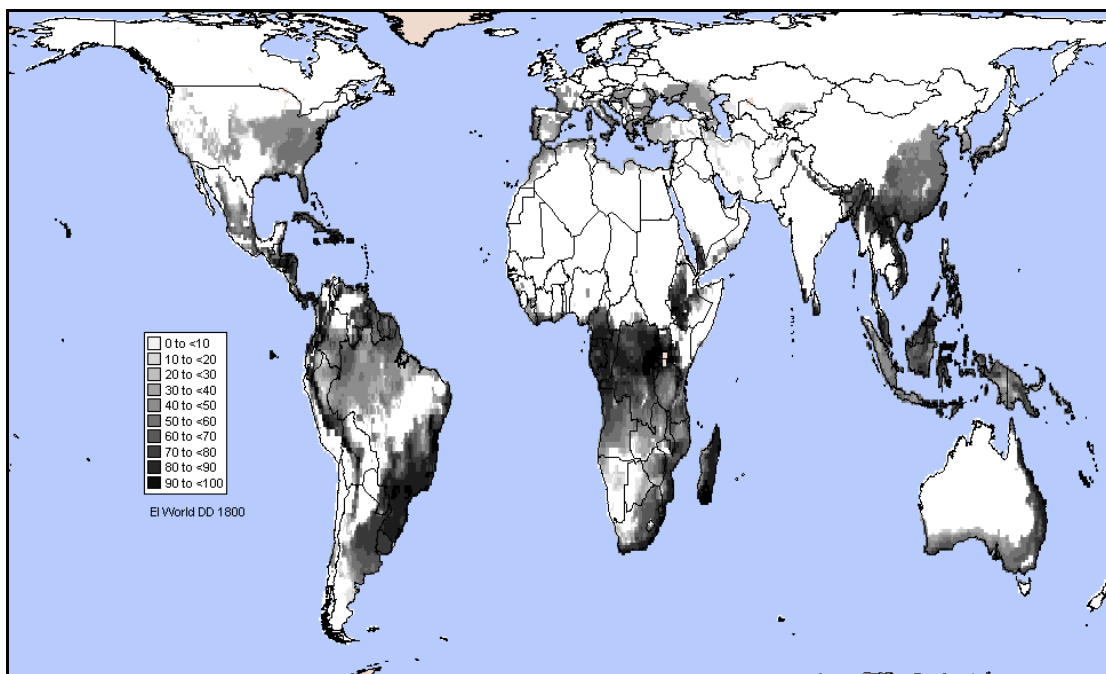 0 to <10
10 to <20
20 to <30
30 to <40
40 to <50
50 to <60
60 to <70
70 to <80
80 to <90
90 to <100
EI World DD 1800